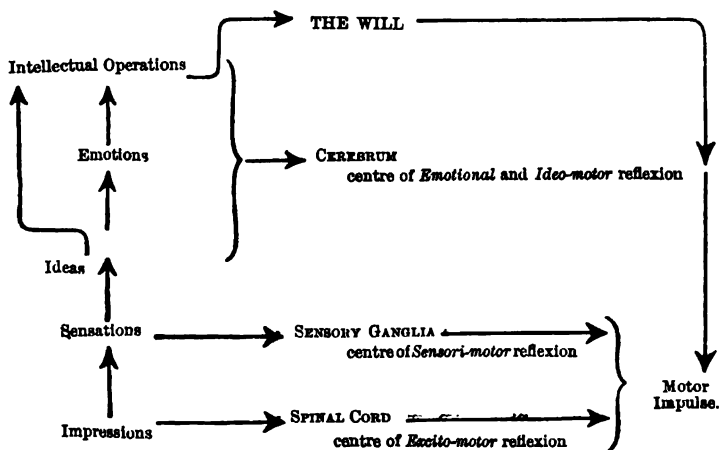 THE WILL
Intellectual Operations
Emotions
CEREBRUM
centre of Emotional and Ideo-motor reflexion
Ideas
Sensations
SENSORY GANGLIA
centre of Sensori-motor reflexion
Motor
Impulse.
Impressions
SPINAL CORD
centre of Excito-motor reflexion